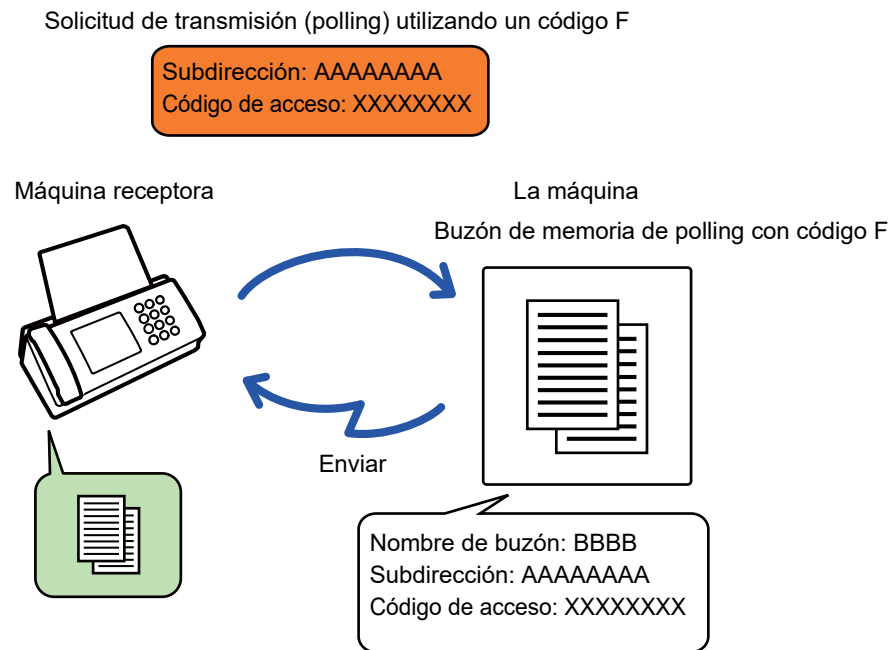 Solicitud de transmisión (polling) utilizando un código F
Subdirección: AAAAAAAA
Código de acceso: XXXXXXXX
Máquina receptora
La máquina
Buzón de memoria de polling con código F
Enviar
Nombre de buzón: BBBB
Subdirección: AAAAAAAA
Código de acceso: XXXXXXXX